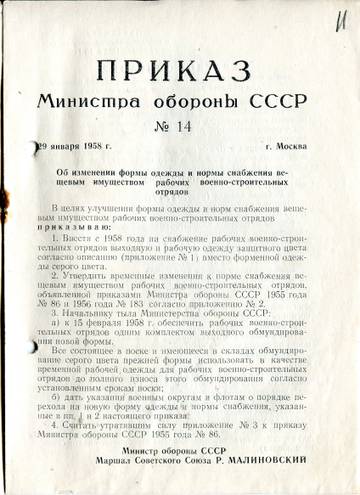 И
ПРИКАЗ
Министра обороны СССР
№ 14
29 января 1958 г. г. Москва
Об изменении формы одежды и нормы снабжения ве-
щевым имуществом рабочих военно-строительных
отрядов
В целях улучшения формы одежды и норм снабжения веще-
вым имуществом рабочих военно-строительных отрядов
приказываю:
1. Ввести с 1958 года на снабжение рабочих военно-строи-
тельных отрядов выходную и рабочую одежду защитного цвета
согласно описанию (приложение № 1) вместо форменной одеж-
ды серого цвета.
2. Утвердить временные изменения к норме снабжения ве-
щевым имуществом рабочих военно-строительных отрядов,
объявленной приказами Министра обороны СССР 1955 года
№ 86 и 1956 года № 183 согласно приложению № 2.
3. Начальнику тыла Министерства обороны СССР:
а) к 15 февраля 1958 г. обеспечить рабочих военно-строи-
тельных отрядов одним комплектом выходного обмундирова-
ния новой формы.
Все состоящее в носке и имеющееся в складах обмундиро-
вание серого цвета прежней формы использовать в качестве
временной рабочей одежды для рабочих военно-строительных
отрядов до полного износа этого обмундирования согласно
установленным срокам носки;
б) дать указания военным округам и флотам о порядке пе-
рехода на новую форму одежды и нормы снабжения, указан-
ные в пп. 1 и 2 настоящего приказа.
4. Считать утратившим силу приложение № 3 к приказу
Министра обороны СССР 1955 года № 86.
Министр обороны СССР
Маршал Советского Союза Р. МАЛИНОВСКИЙ